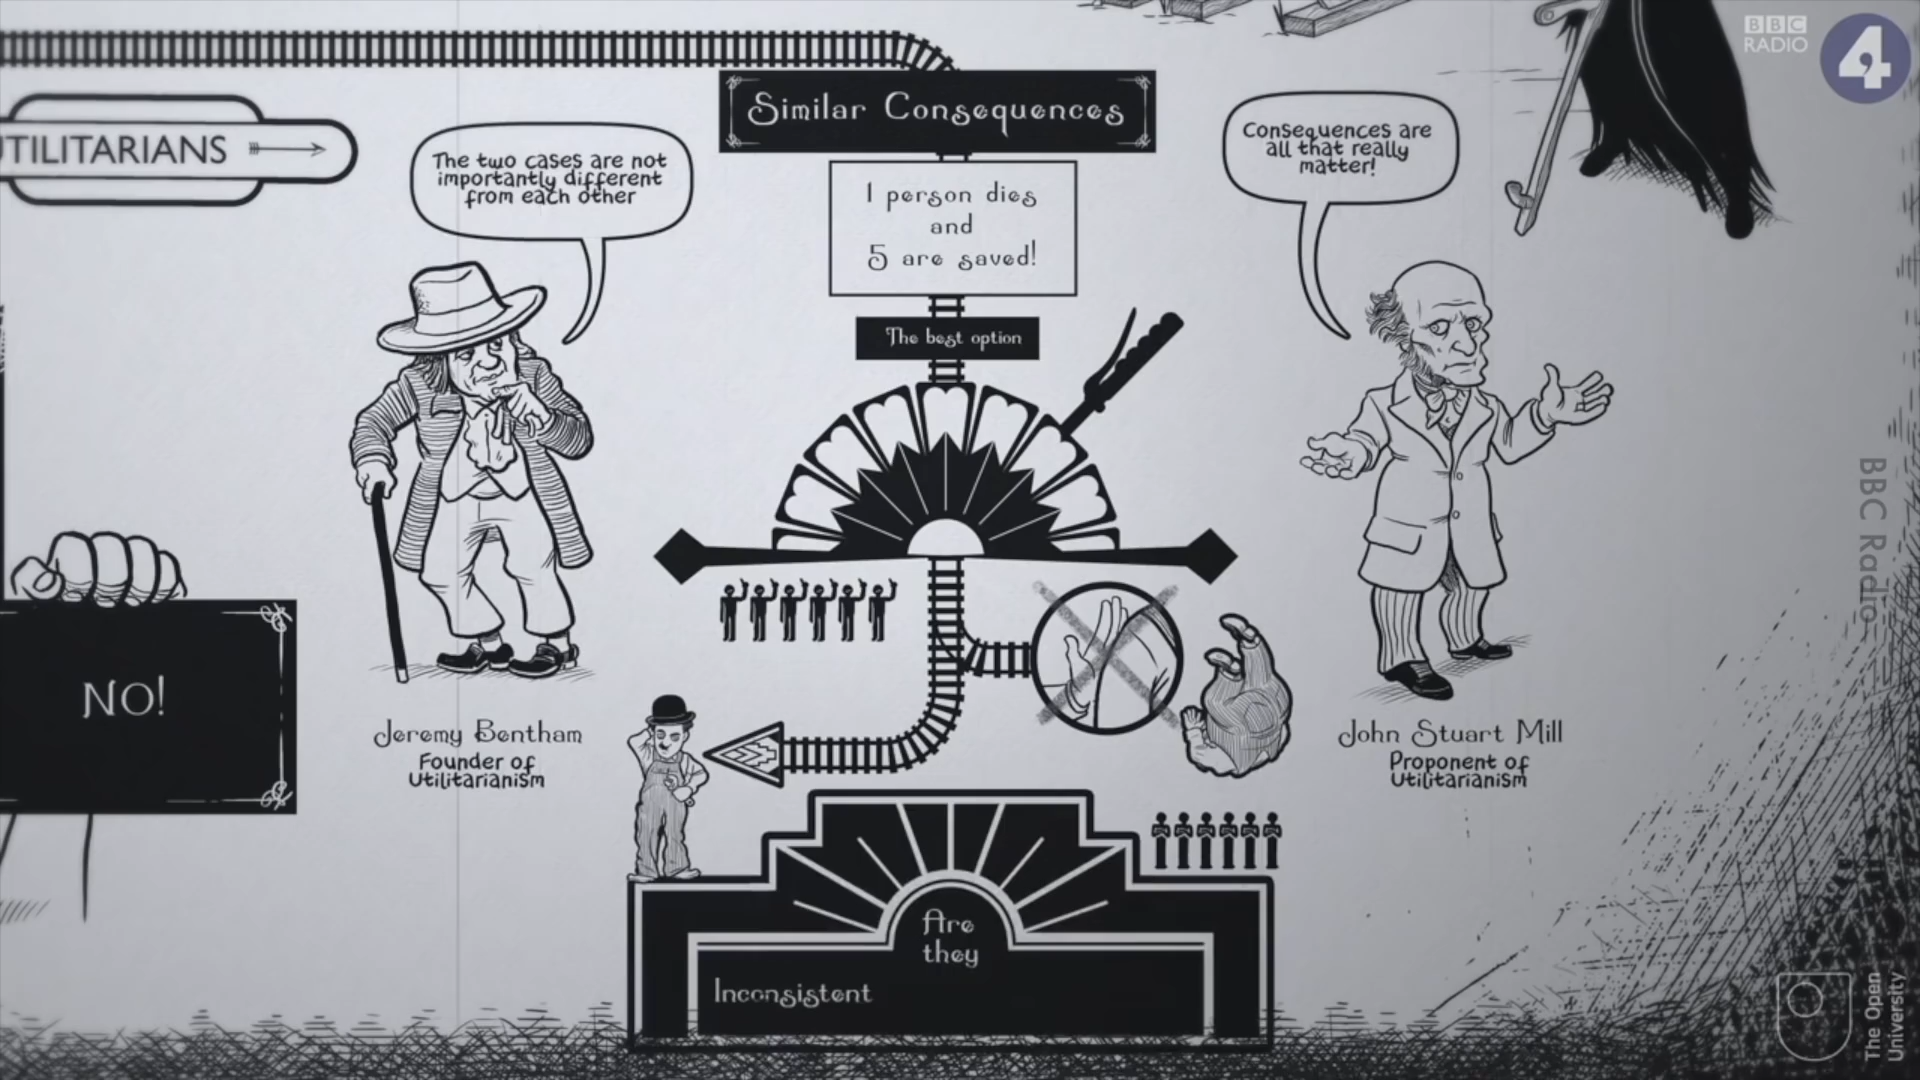 UTILITARIANS
The two cases are not
importantly different
from each other
Similar Consequences
1 person dies
and
5 are saved!
The best option
Consequences are
all that really
matter!
BBC
RADIO
4
NO!
Jeremy Bentham
Founder of
Utilitarianism
John Stuart Mill
Proponent of
Utilitarianism
Are
they
Inconsistent
BBC Radio
The Open
University